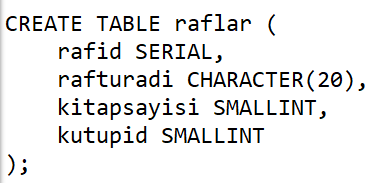 CREATE TABLE raflar (
    rafid SERIAL,
    rafturadi CHARACTER(20),
    kitapsayisi SMALLINT,
    kutupid SMALLINT
);